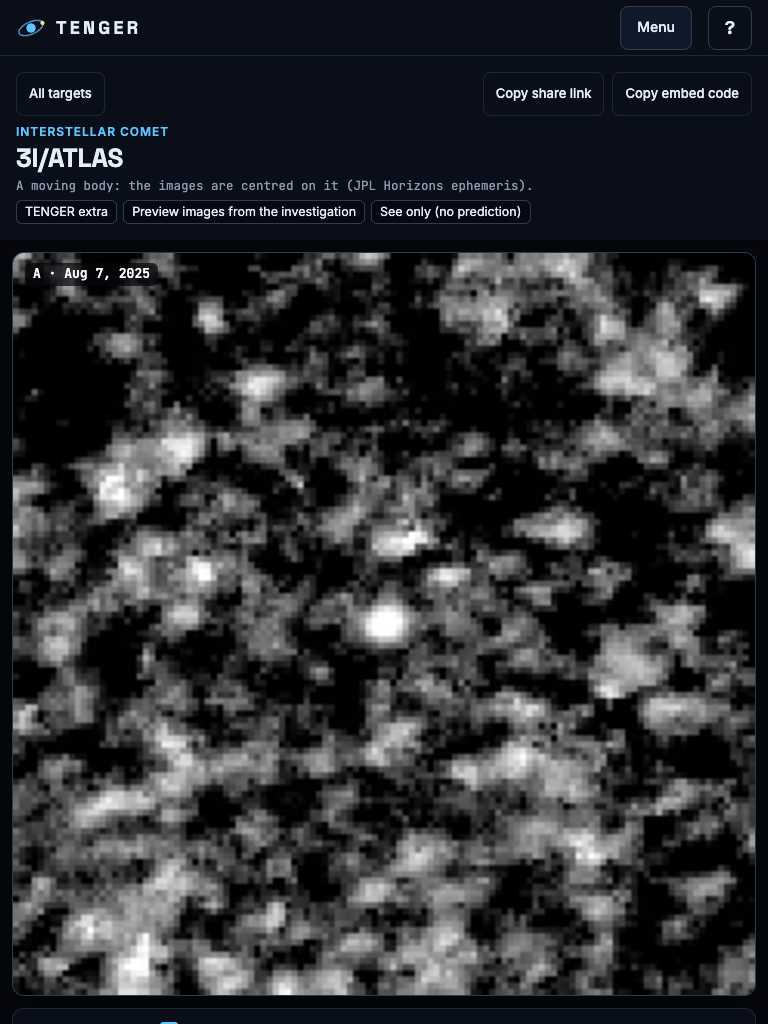 TENGER
Menu
?
All targets
Copy share link
Copy embed code
INTERSTELLAR COMET
3I/ATLAS
A moving body: the images are centred on it (JPL Horizons ephemeris).
TENGER extra
Preview images from the investigation
See only (no prediction)
A · Aug 7, 2025